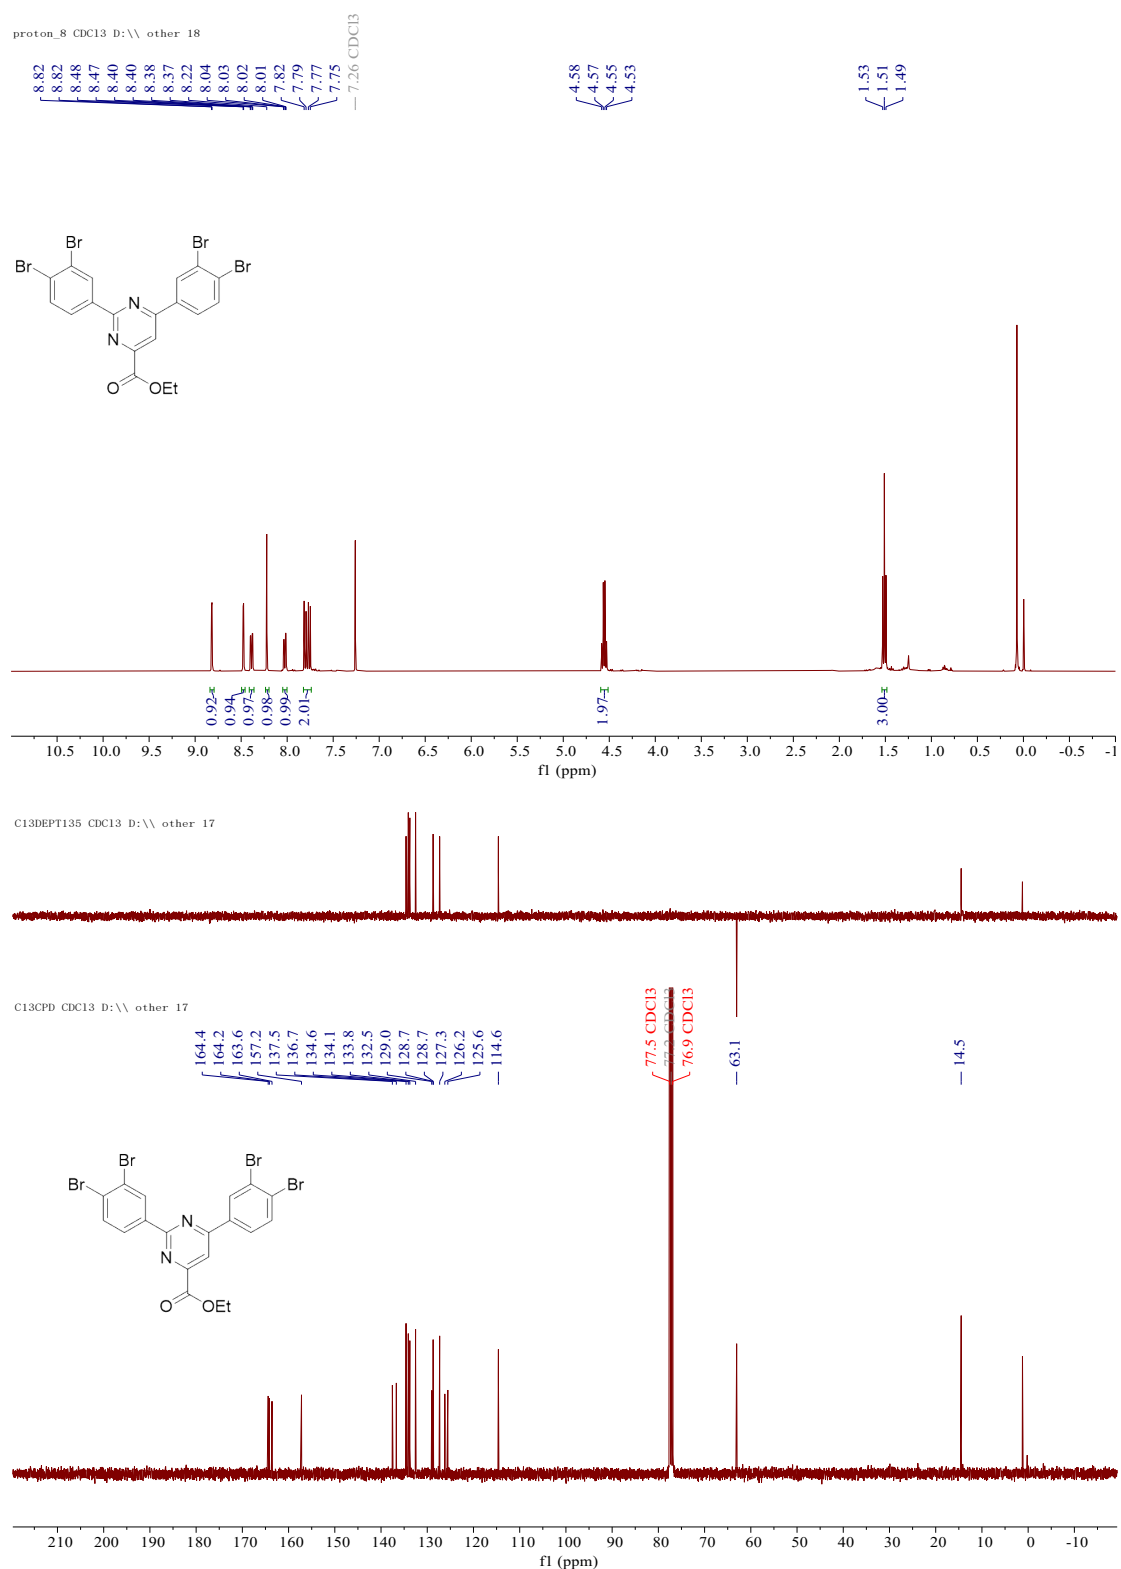 proton_8 CDCl3 D:\\ other 18
8.82 8.82 8.48 8.47 8.40 8.40 8.38 8.37 8.22 8.04 8.03 8.02 8.01 7.82 7.79 7.77 7.75 7.26 CDCl3 4.58 4.57 4.55 4.53 1.53 1.51 1.49
Br Br
Br Br
N
N
O OEt
0.92 0.94 0.97 0.98 0.99 2.01 1.97 3.00
10.5 10.0 9.5 9.0 8.5 8.0 7.5 7.0 6.5 6.0 5.5 5.0 4.5 4.0 3.5 3.0 2.5 2.0 1.5 1.0 0.5 0.0 -0.5 -1
f1 (ppm)
C13DEPT135 CDCl3 D:\\ other 17
C13CPD CDCl3 D:\\ other 17
164.4 164.2 163.6 157.2 137.5 136.7 134.6 134.1 133.8 132.5 129.0 128.7 128.7 127.3 126.2 125.6 114.6 77.5 CDCl3 77.2 CDCl3 76.9 CDCl3 63.1 14.5
Br Br
Br Br
N
N
O OEt
210 200 190 180 170 160 150 140 130 120 110 100 90 80 70 60 50 40 30 20 10 0 -10
f1 (ppm)